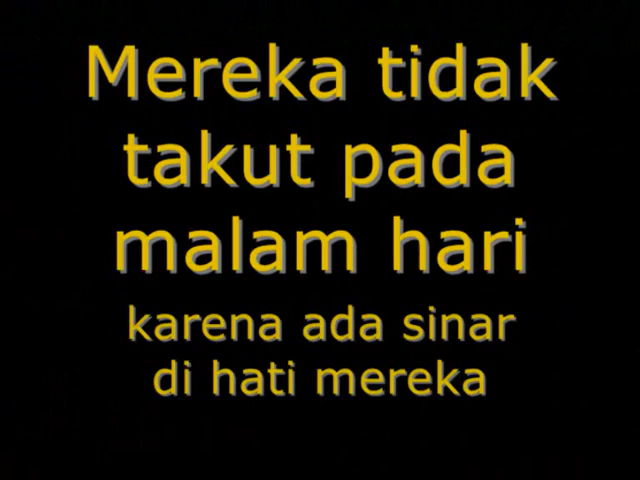 Mereka tidak
takut pada
malam hari
karena ada sinar
di hati mereka